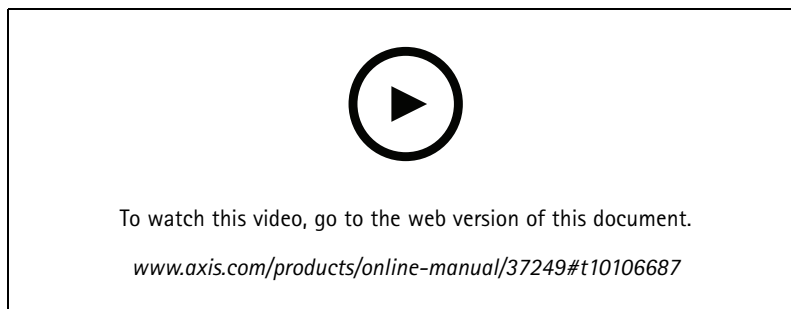 To watch this video, go to the web version of this document.
www.axis.com/products/online-manual/37249#t10106687